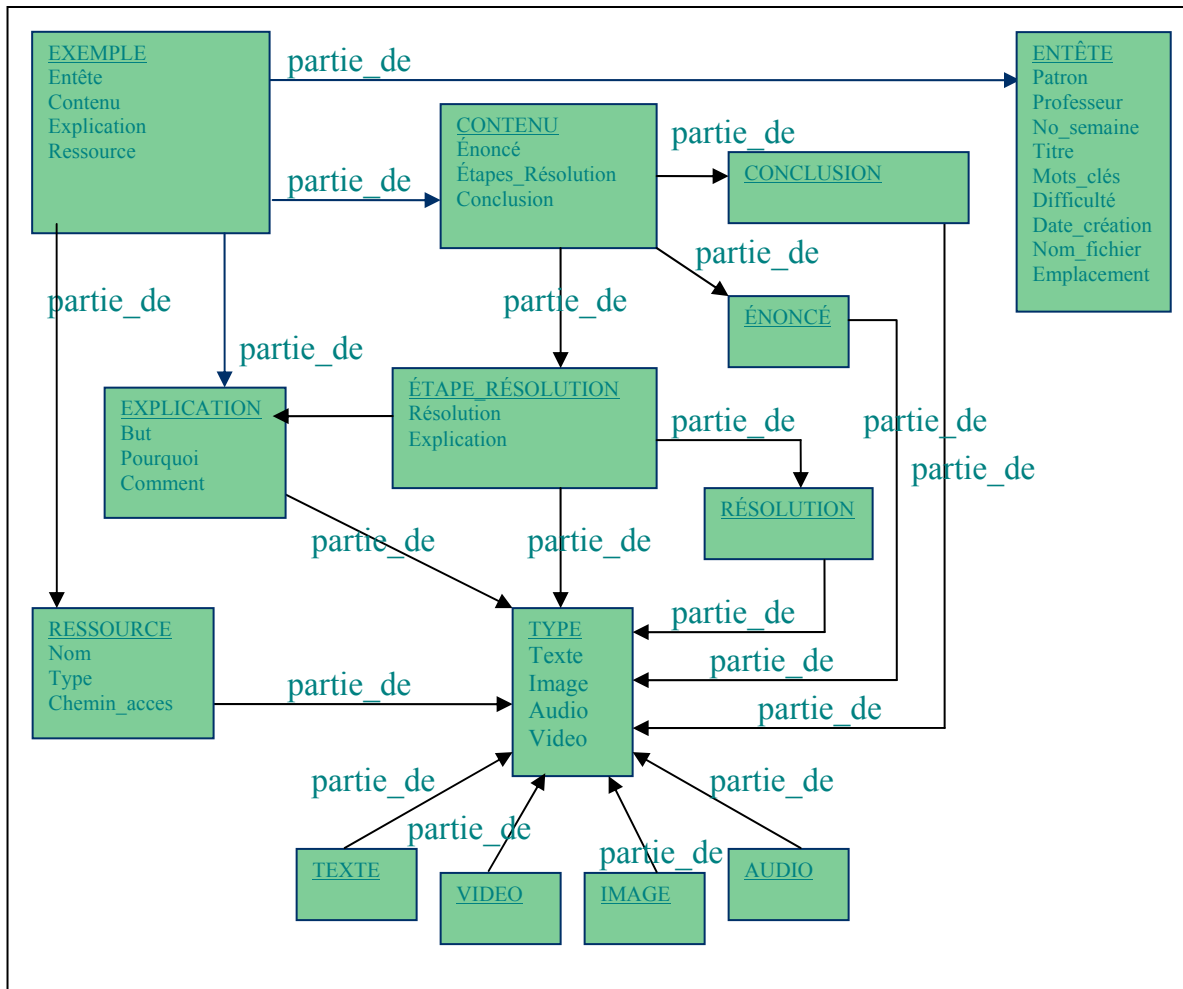 EXEMPLE
Entête
Contenu
Explication
Ressource
partie_de
ENTÊTE
Patron
Professeur
No_semaine
Titre
Mots_clés
Difficulté
Date_création
Nom_fichier
Emplacement
partie_de
CONTENU
Énoncé
Étapes_Résolution
Conclusion
partie_de
CONCLUSION
partie_de
partie_de
partie_de
ÉNONCÉ
partie_de
EXPLICATION
But
Pourquoi
Comment
ÉTAPE_RÉSOLUTION
Résolution
Explication
partie_de
partie_de
partie_de
RÉSOLUTION
partie_de
partie_de
RESSOURCE
Nom
Type
Chemin_acces
partie_de
TYPE
Texte
Image
Audio
Video
partie_de
partie_de
partie_de
partie_de
partie_de
partie_de
partie_de
TEXTE
VIDEO
IMAGE
AUDIO